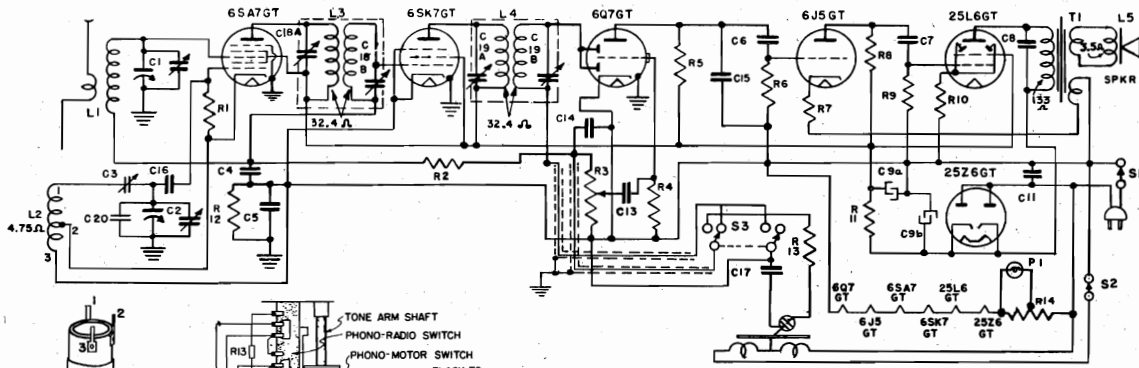 6SA7GT
L3
6SK7GT
L4
6Q7GT
6J5GT
25L6GT
T1
L5
C18A
C 18 B
C 19 A
C 19 B
C1
L1
R1
32.4 Ω
32.4 Ω
C14
R5
C15
C6
R6
R7
R8
C7
R9
R10
C8
133 Ω
3.5Ω
SPKR
C3
C16
C4
R2
R3
C13
R4
L2
4.75Ω
1
2
3
C20
C2
R 12
C5
S3
R 13
C17
C9a
R 11
C9b
25Z6GT
C11
S1
S2
P1
R14
6Q7 GT
6J5 GT
6SA7 GT
6SK7 GT
25L6 GT
25Z6 GT
1
2
3
R13
TONE ARM SHAFT
PHONO-RADIO SWITCH
PHONO-MOTOR SWITCH